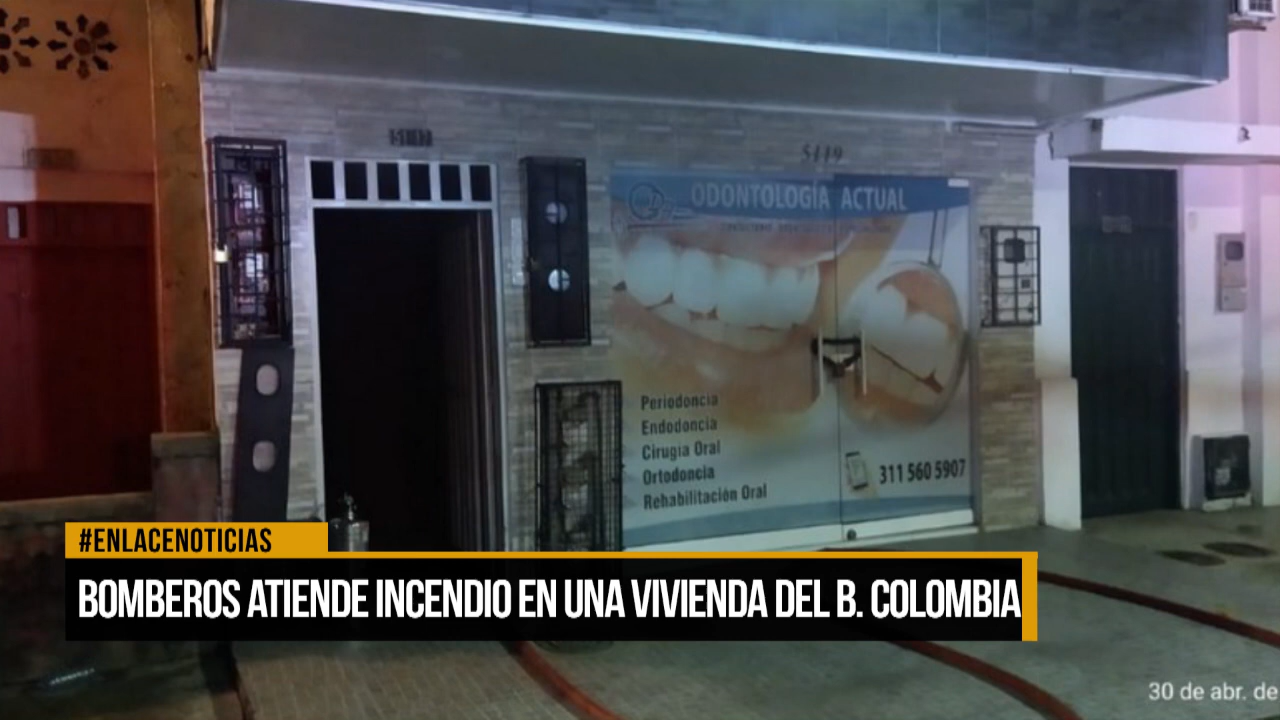 5119
ODONTOLOGÍA ACTUAL
Periodoncia
Endodoncia
Cirugia Oral
Ortodoncia
Rehabilitación Oral
311 560 5907
#ENLACENOTICIAS
BOMBEROS ATIENDE INCENDIO EN UNA VIVIENDA DEL B. COLOMBIA
30 de abr. de